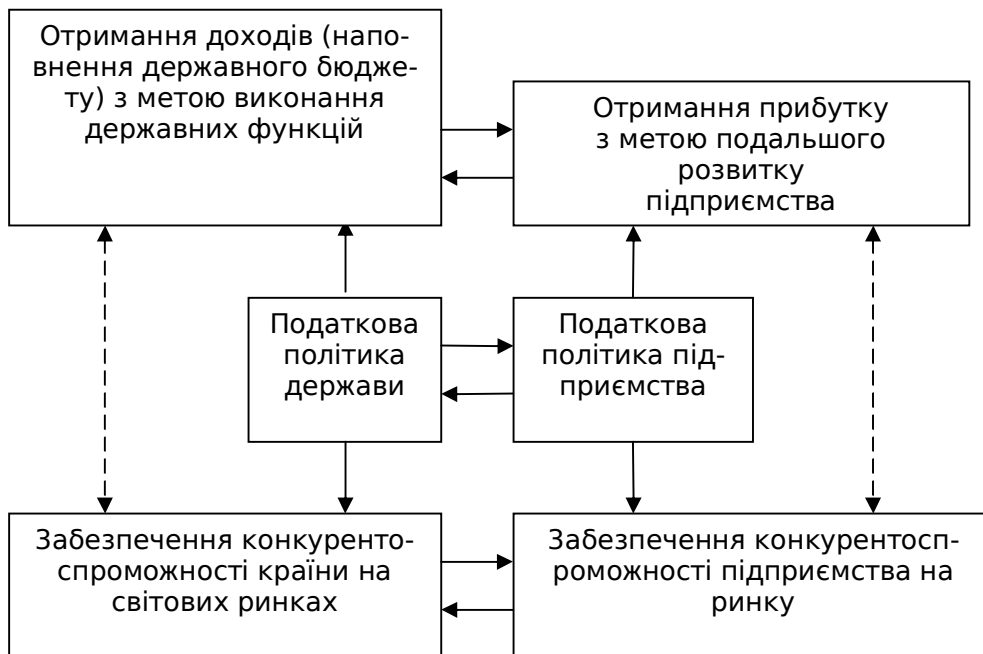 Отримання доходів (напо-
внення державного бюдже-
ту) з метою виконання
державних функцій
Отримання прибутку
з метою подальшого
розвитку
підприємства
Податкова
політика
держави
Податкова
політика під-
приємства
Забезпечення конкуренто-
спроможності країни на
світових ринках
Забезпечення конкурентосп-
роможності підприємства на
ринку